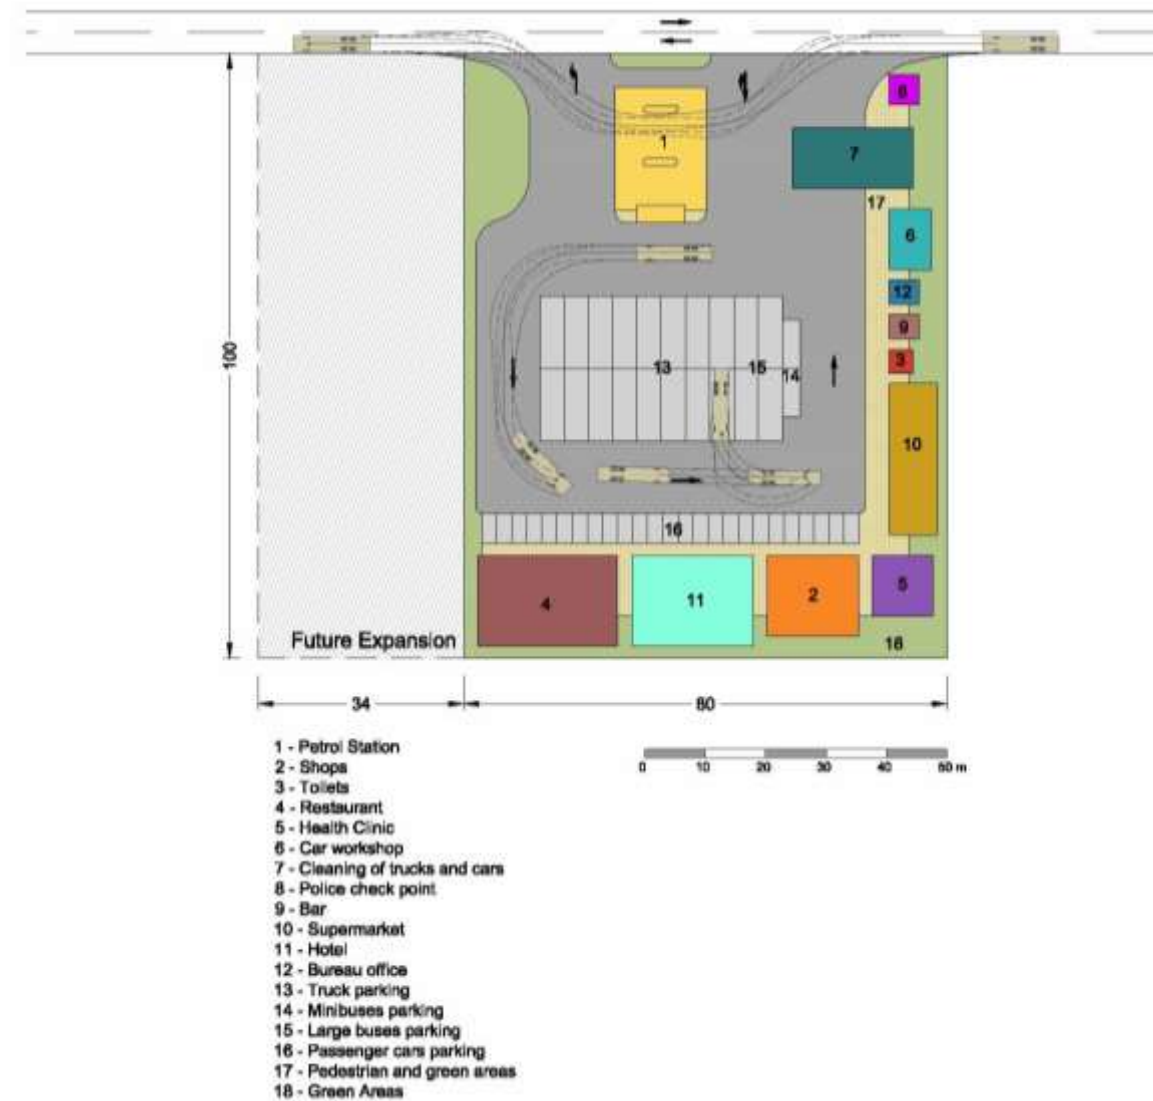 8
1
7
17
6
12
9
3
13
15
14
100
10
16
4
11
2
5
18
Future Expansion
34
80
1 - Petrol Station
2 - Shops
3 - Toilets
4 - Restaurant
5 - Health Clinic
6 - Car workshop
7 - Cleaning of trucks and cars
8 - Police check point
9 - Bar
10 - Supermarket
11 - Hotel
12 - Bureau office
13 - Truck parking
14 - Minibuses parking
15 - Large buses parking
16 - Passenger cars parking
17 - Pedestrian and green areas
18 - Green Areas
0 10 20 30 40 50 m